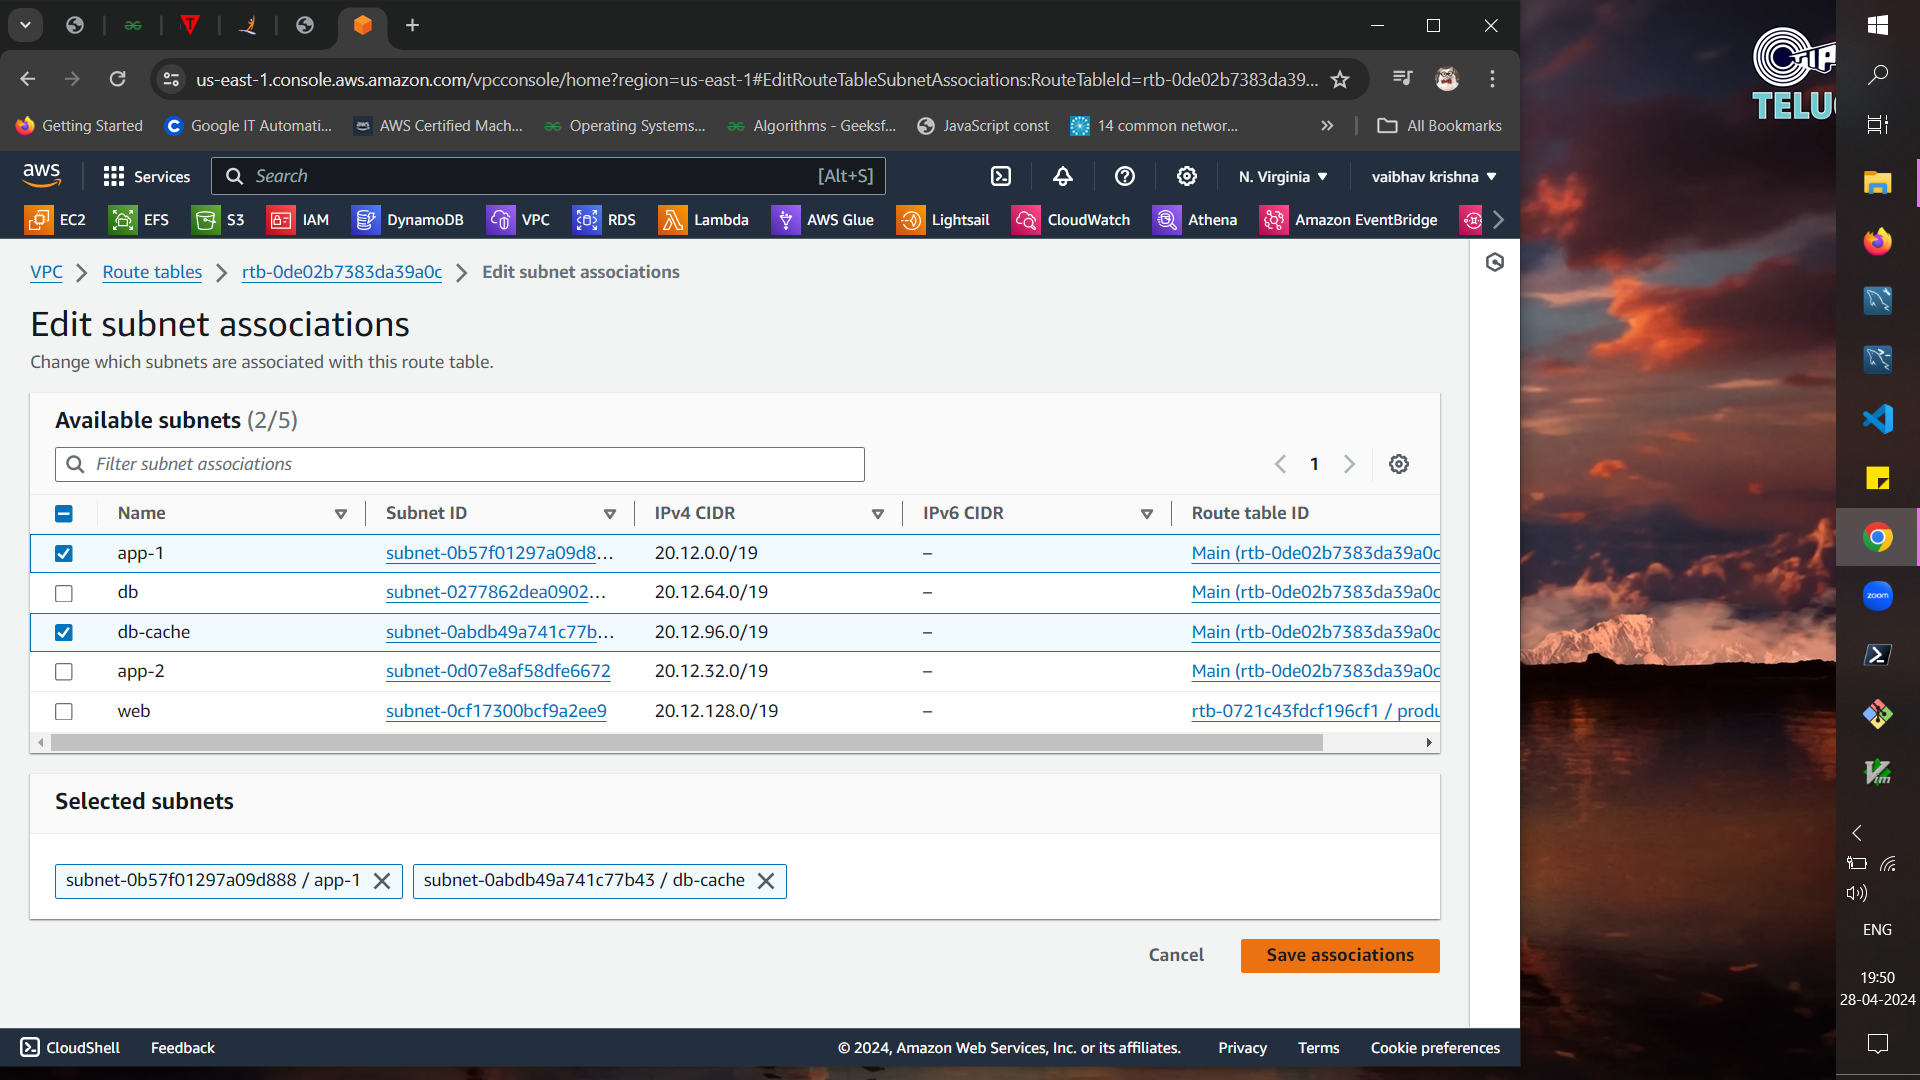 us-east-1.console.aws.amazon.com/vpcconsole/home?region=us-east-1#EditRouteTableSubnetAssociations:RouteTableId=rtb-0de02b7383da39...
Getting Started
Google IT Automati...
AWS Certified Mach...
Operating Systems...
Algorithms - Geeksf...
JavaScript const
14 common networ...
All Bookmarks
aws
Services
Search
[Alt+S]
N. Virginia
vaibhav krishna
EC2
EFS
S3
IAM
DynamoDB
VPC
RDS
Lambda
AWS Glue
Lightsail
CloudWatch
Athena
Amazon EventBridge
VPC
Route tables
rtb-0de02b7383da39a0c
Edit subnet associations
Edit subnet associations
Change which subnets are associated with this route table.
Available subnets (2/5)
Filter subnet associations
1
Name
Subnet ID
IPv4 CIDR
IPv6 CIDR
Route table ID
app-1
subnet-0b57f01297a09d8...
20.12.0.0/19
–
Main (rtb-0de02b7383da39a0c
db
subnet-0277862dea0902...
20.12.64.0/19
–
Main (rtb-0de02b7383da39a0c
db-cache
subnet-0abdb49a741c77b...
20.12.96.0/19
–
Main (rtb-0de02b7383da39a0c
app-2
subnet-0d07e8af58dfe6672
20.12.32.0/19
–
Main (rtb-0de02b7383da39a0c
web
subnet-0cf17300bcf9a2ee9
20.12.128.0/19
–
rtb-0721c43fdcf196cf1 / produ
Selected subnets
subnet-0b57f01297a09d888 / app-1
subnet-0abdb49a741c77b43 / db-cache
Cancel
Save associations
CloudShell
Feedback
© 2024, Amazon Web Services, Inc. or its affiliates.
Privacy
Terms
Cookie preferences
TELU
zoom
Vim
ENG
19:50
28-04-2024